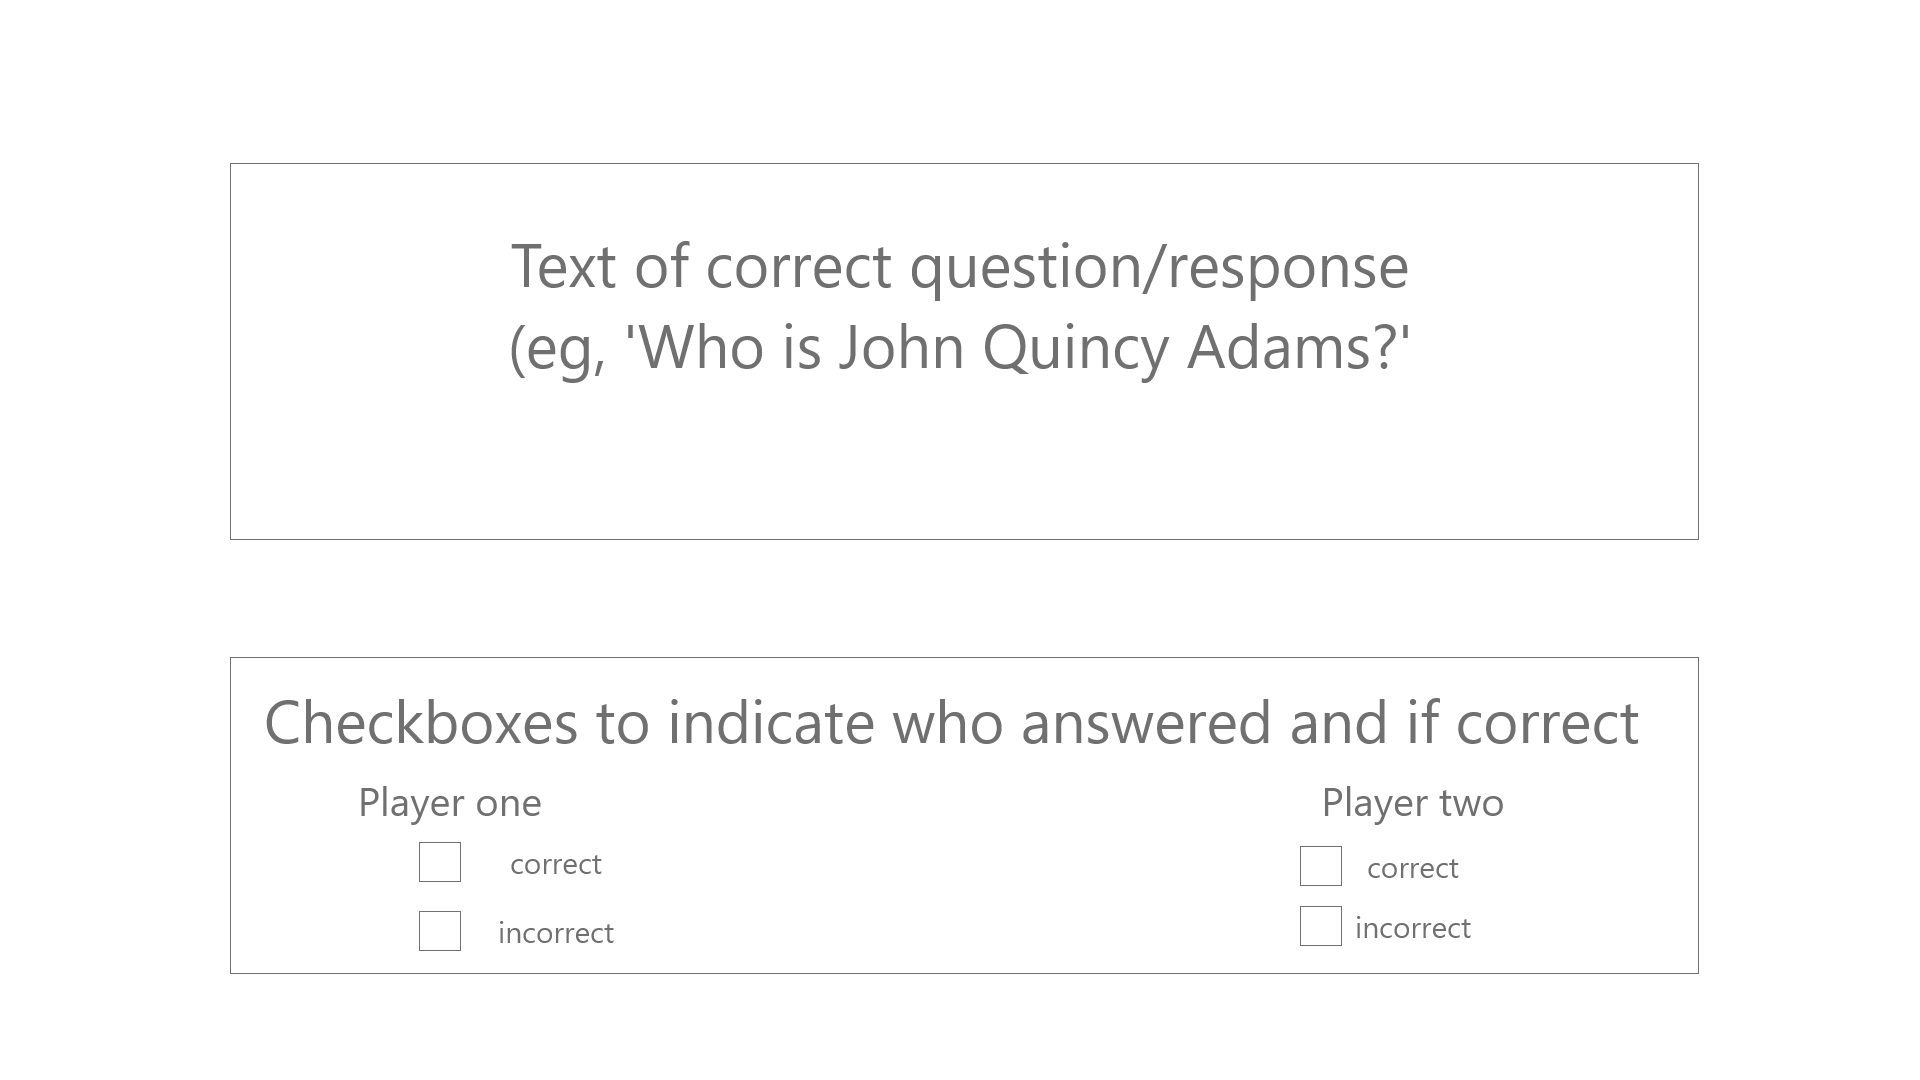 Text of correct question/response
(eg, 'Who is John Quincy Adams?'
Checkboxes to indicate who answered and if correct
Player one
Player two
correct
correct
incorrect
incorrect